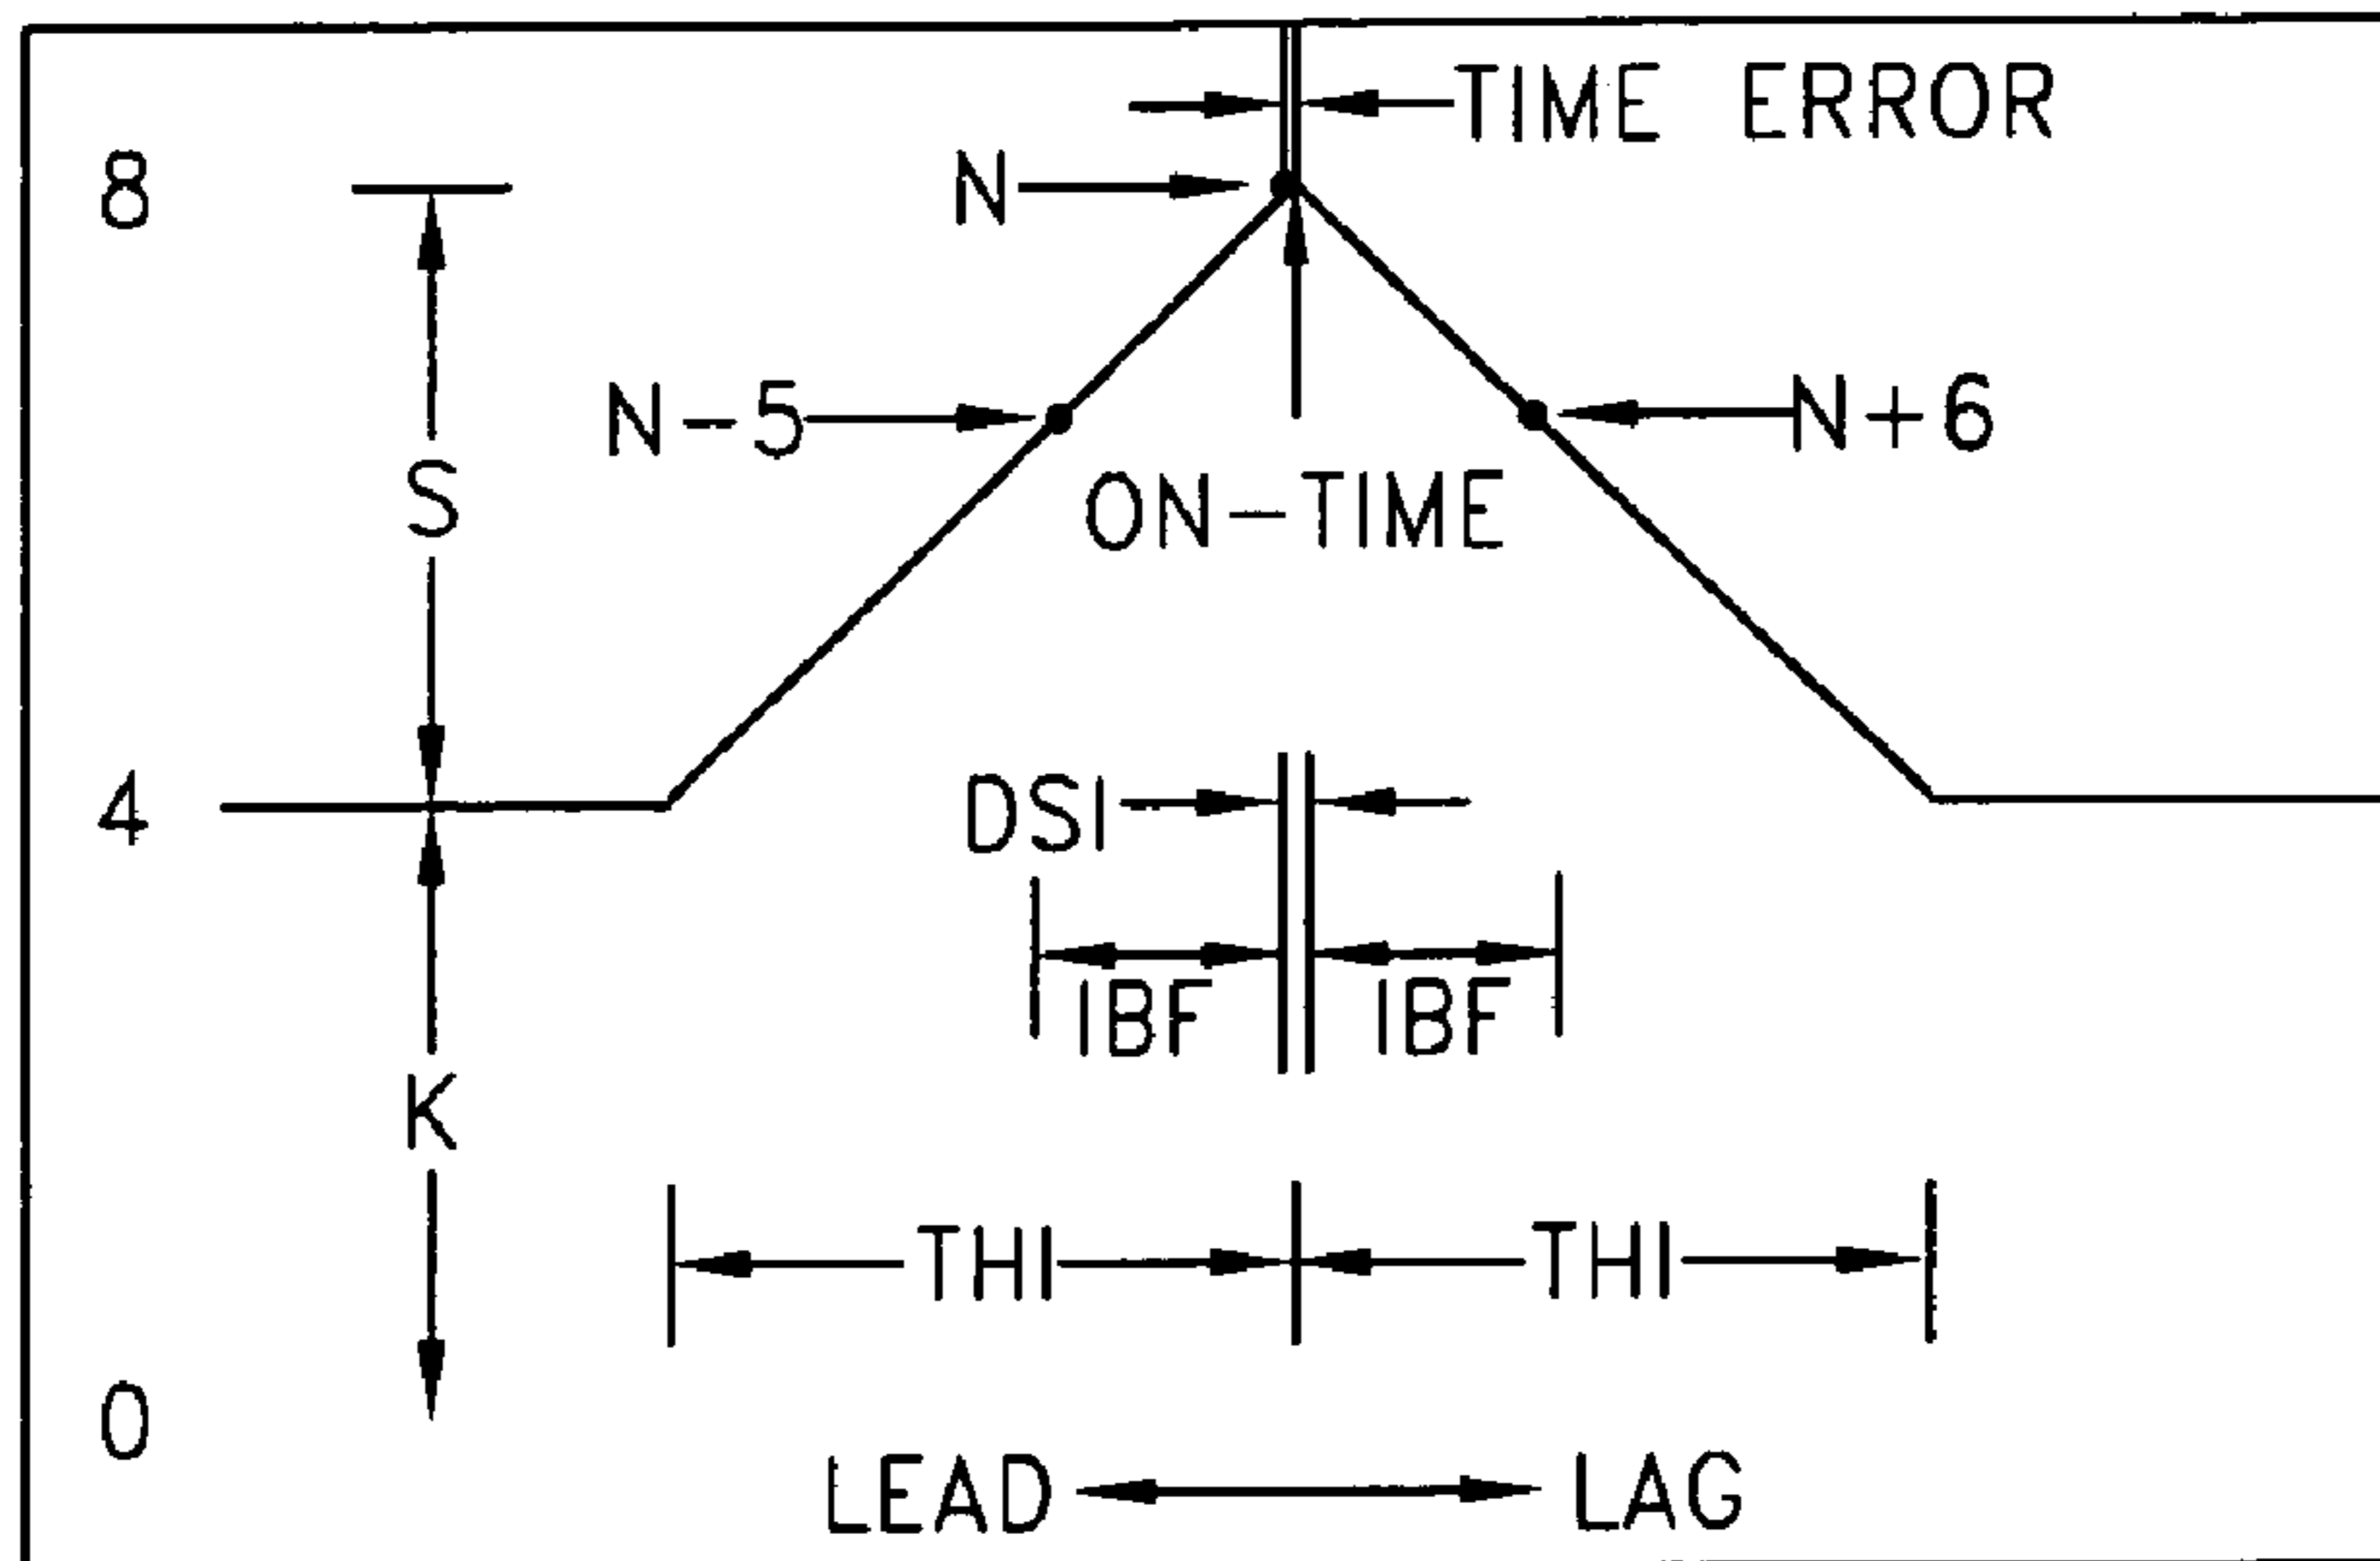 TIME ERROR
8
N
N-5
N+6
S
ON-TIME
4
DSI
IBF
IBF
K
THI
THI
0
LEAD
LAG